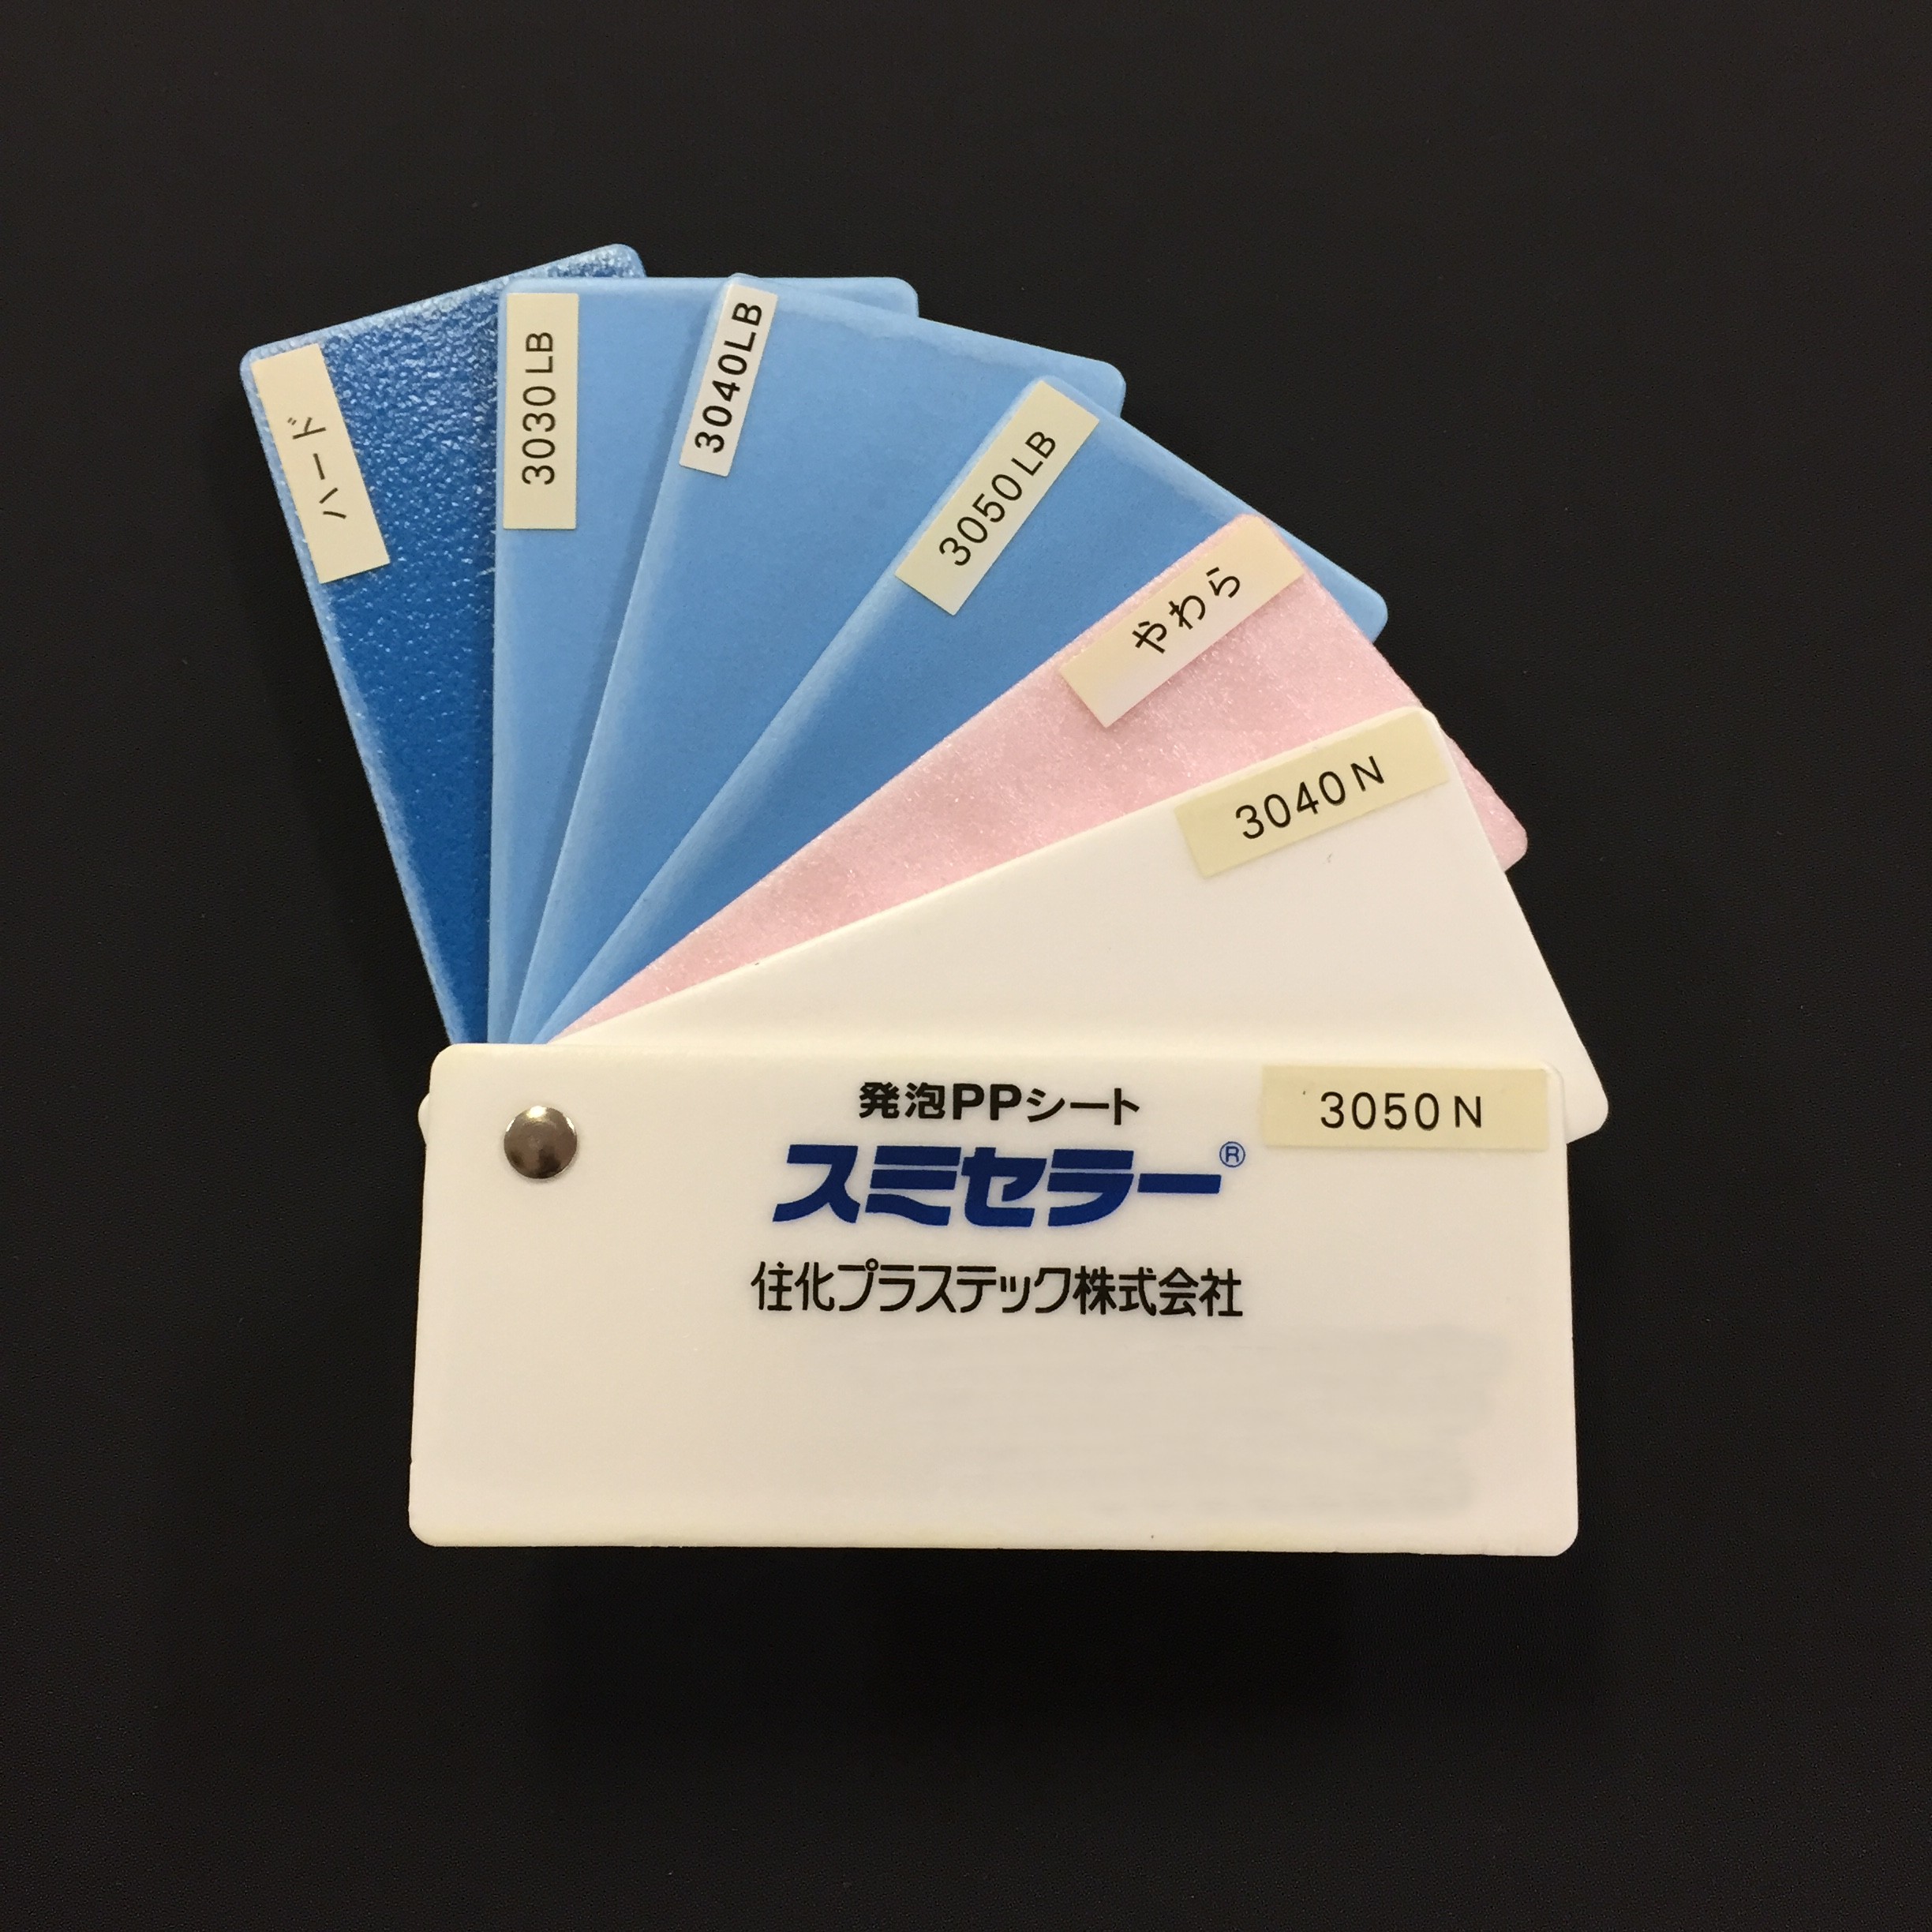 ハード
3030LB
3040LB
3050LB
やわら
3040N
3050N
発泡PPシート
スミセラー®
住化プラステック株式会社